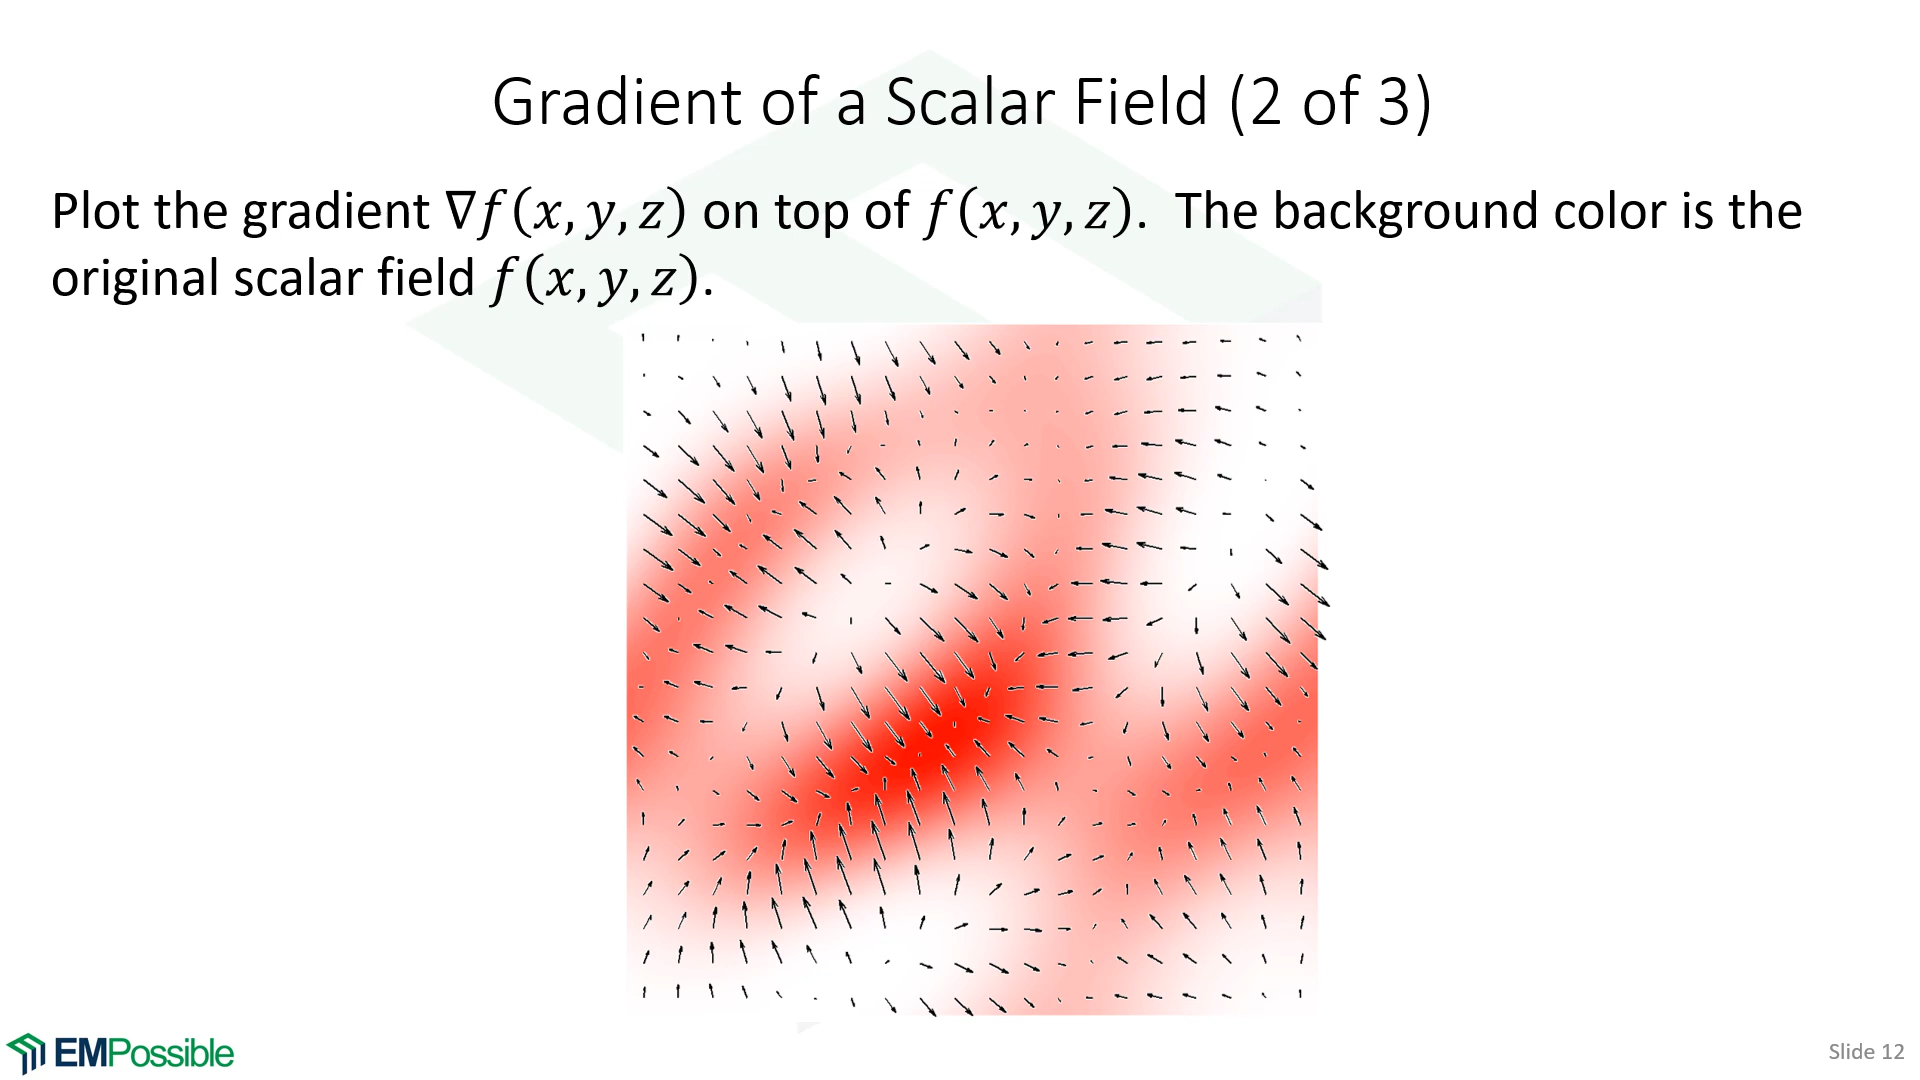 Gradient of a Scalar Field (2 of 3)
Plot the gradient ∇𝑓(𝑥, 𝑦, 𝑧) on top of 𝑓(𝑥, 𝑦, 𝑧).  The background color is the
original scalar field 𝑓(𝑥, 𝑦, 𝑧).
EMPossible
Slide 12